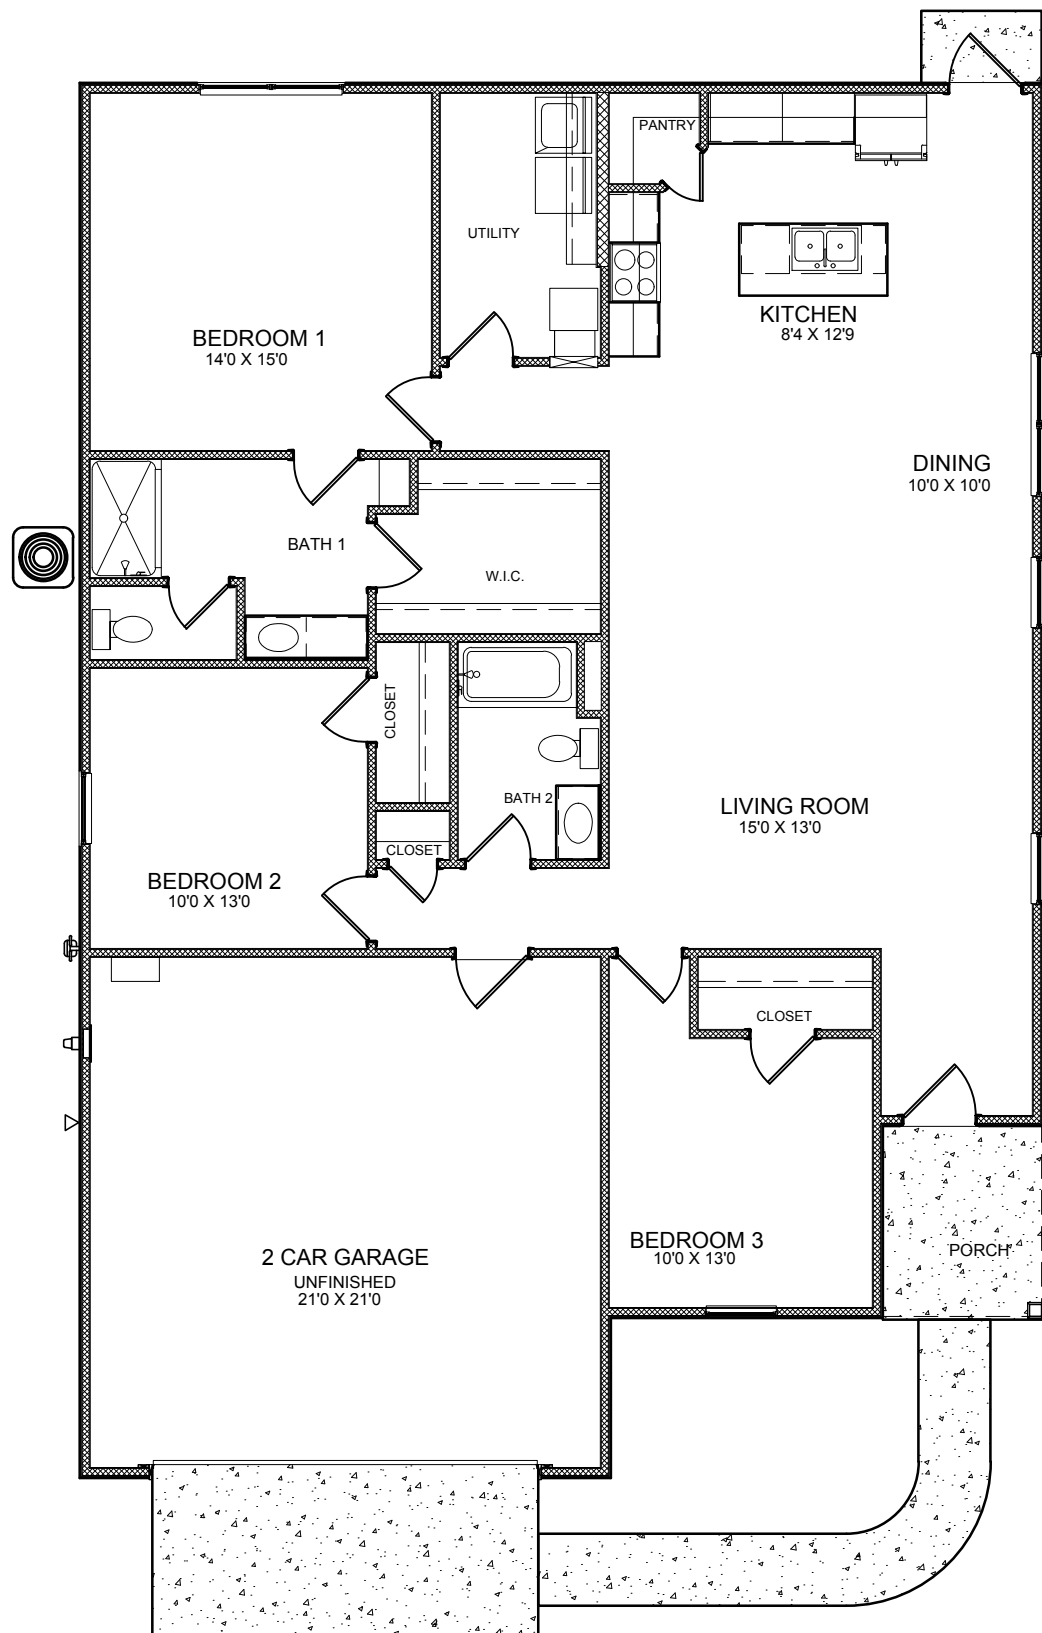 PANTRY
UTILITY
KITCHEN
8'4 X 12'9
BEDROOM 1
14'0 X 15'0
DINING
10'0 X 10'0
BATH 1
W.I.C.
CLOSET
BATH 2
LIVING ROOM
15'0 X 13'0
CLOSET
BEDROOM 2
10'0 X 13'0
CLOSET
BEDROOM 3
10'0 X 13'0
PORCH
2 CAR GARAGE
UNFINISHED
21'0 X 21'0